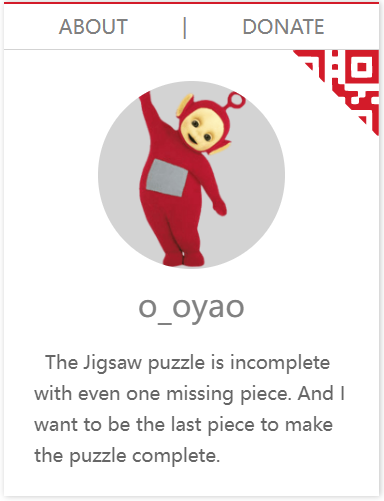 ABOUT | DONATE
o_oyao
The Jigsaw puzzle is incomplete
with even one missing piece. And I
want to be the last piece to make
the puzzle complete.